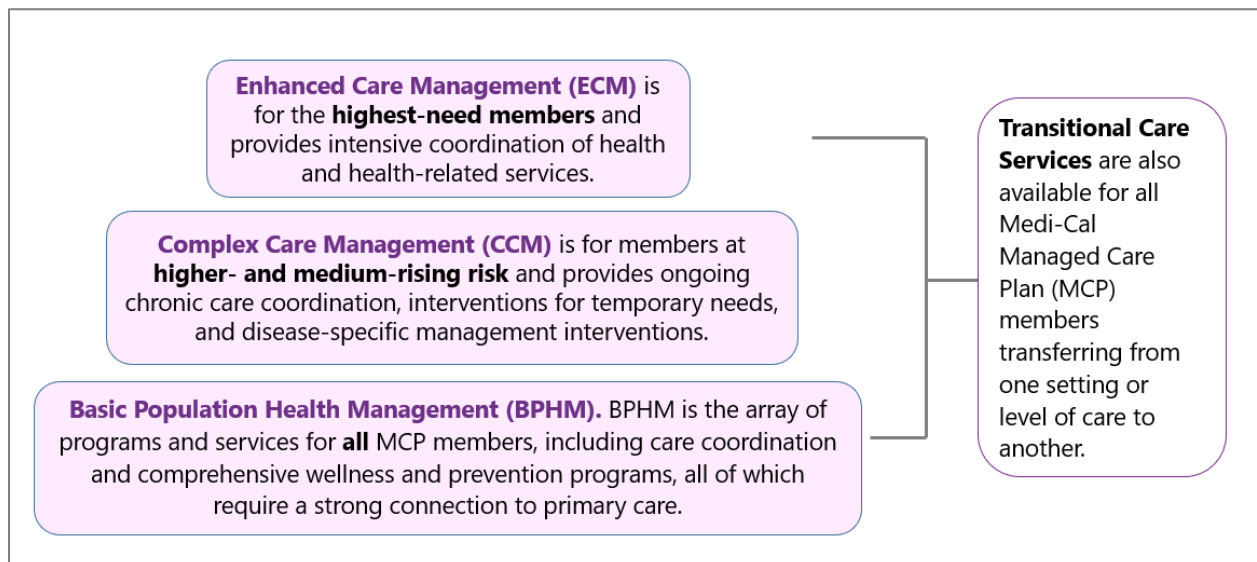 Enhanced Care Management (ECM) is
for the highest-need members and
provides intensive coordination of health
and health-related services.
Complex Care Management (CCM) is for members at
higher- and medium-rising risk and provides ongoing
chronic care coordination, interventions for temporary needs,
and disease-specific management interventions.
Basic Population Health Management (BPHM). BPHM is the array of
programs and services for all MCP members, including care coordination
and comprehensive wellness and prevention programs, all of which
require a strong connection to primary care.
Transitional Care
Services are also
available for all
Medi-Cal
Managed Care
Plan (MCP)
members
transferring from
one setting or
level of care to
another.